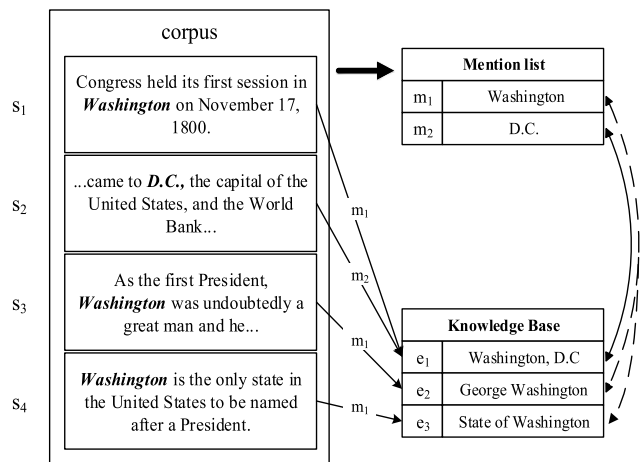 corpus
s1
Congress held its first session in
Washington on November 17,
1800.
s2
...came to D.C., the capital of the
United States, and the World
Bank...
s3
As the first President,
Washington was undoubtedly a
great man and he...
s4
Washington is the only state in
the United States to be named
after a President.
m1
m2
m1
m1
Mention list
m1 Washington
m2 D.C.
Knowledge Base
e1 Washington, D.C
e2 George Washington
e3 State of Washington